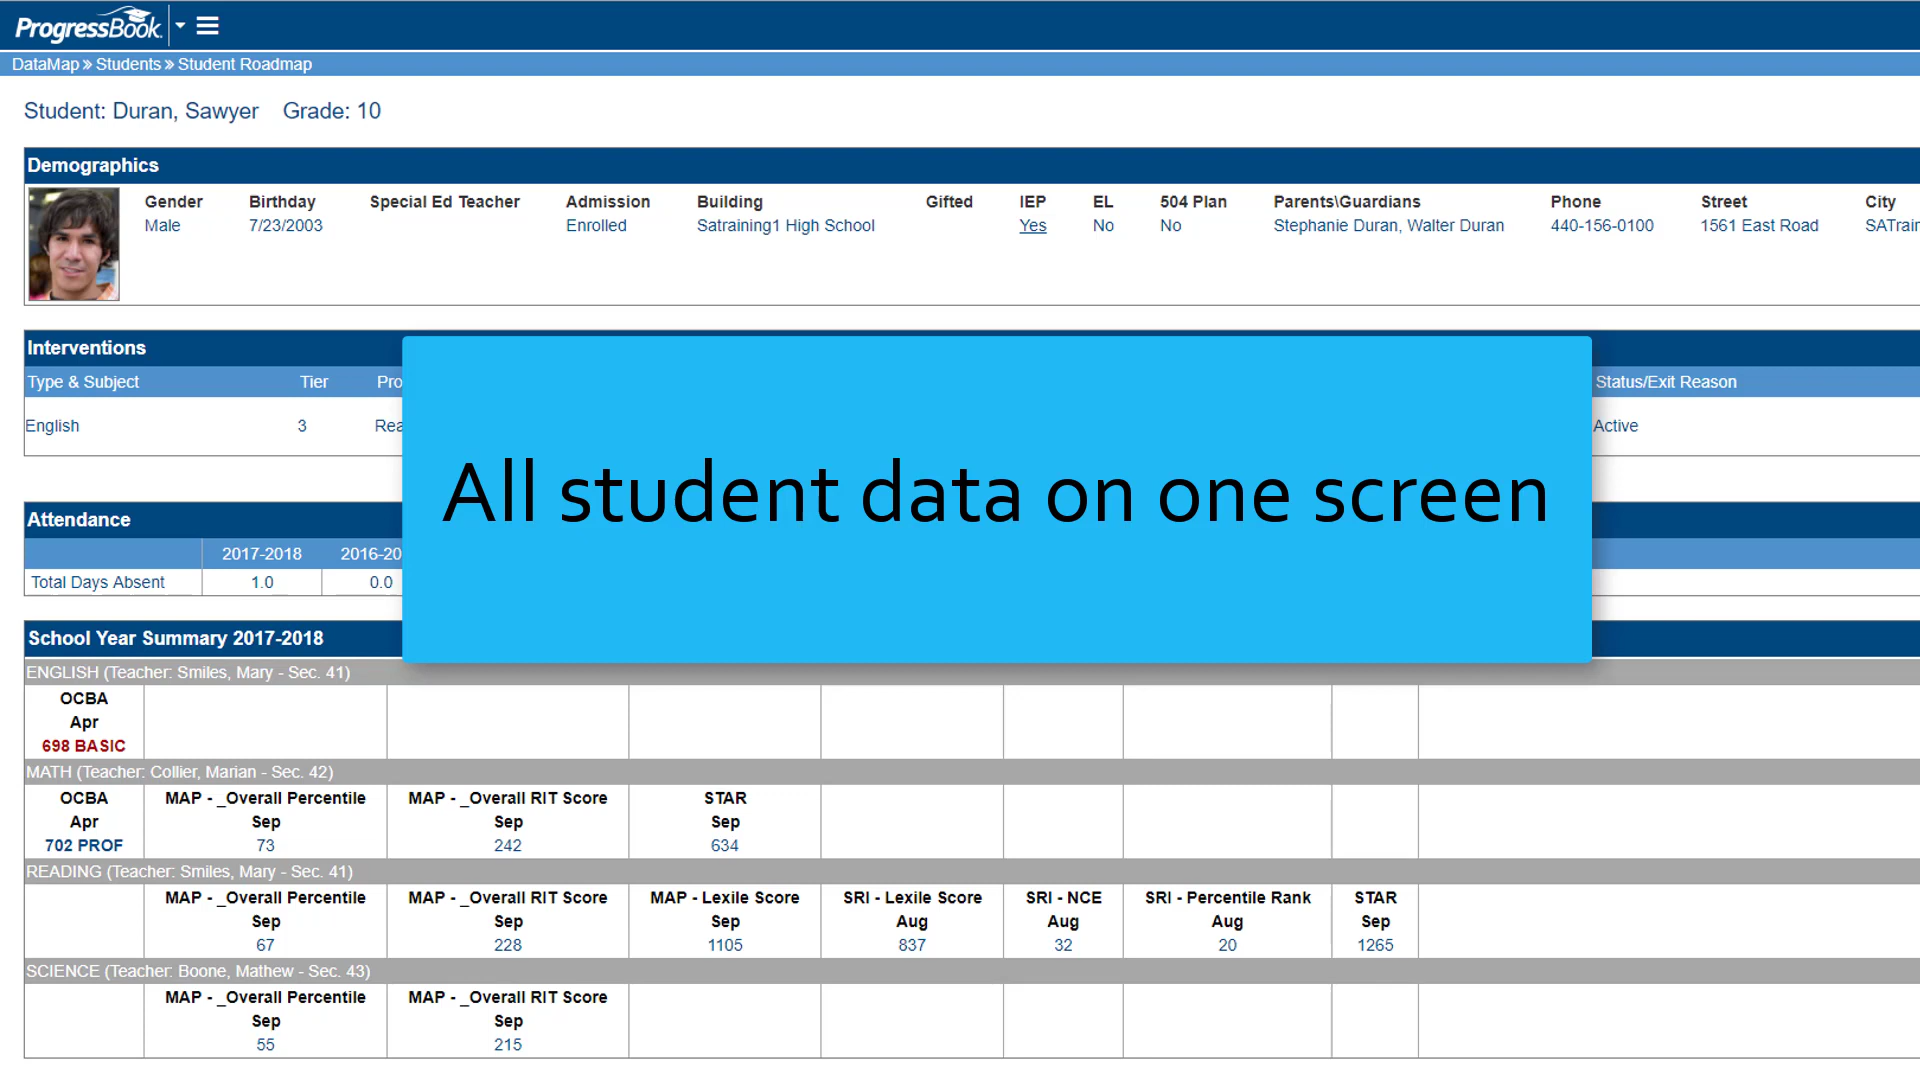 ProgressBook
DataMap » Students » Student Roadmap
Student: Duran, Sawyer Grade: 10
Demographics
Gender Birthday Special Ed Teacher Admission Building Gifted IEP EL 504 Plan Parents\Guardians Phone Street City
Male 7/23/2003 Enrolled Satraining1 High School Yes No No Stephanie Duran, Walter Duran 440-156-0100 1561 East Road SATrair
Interventions
Type & Subject Tier Pro Status/Exit Reason
English 3 Rea Active
All student data on one screen
Attendance
2017-2018 2016-20
Total Days Absent 1.0 0.0
School Year Summary 2017-2018
ENGLISH (Teacher: Smiles, Mary - Sec. 41)
OCBA
Apr
698 BASIC
MATH (Teacher: Collier, Marian - Sec. 42)
OCBA MAP - _Overall Percentile MAP - _Overall RIT Score STAR
Apr Sep Sep Sep
702 PROF 73 242 634
READING (Teacher: Smiles, Mary - Sec. 41)
MAP - _Overall Percentile MAP - _Overall RIT Score MAP - Lexile Score SRI - Lexile Score SRI - NCE SRI - Percentile Rank STAR
Sep Sep Sep Aug Aug Aug Sep
67 228 1105 837 32 20 1265
SCIENCE (Teacher: Boone, Mathew - Sec. 43)
MAP - _Overall Percentile MAP - _Overall RIT Score
Sep Sep
55 215